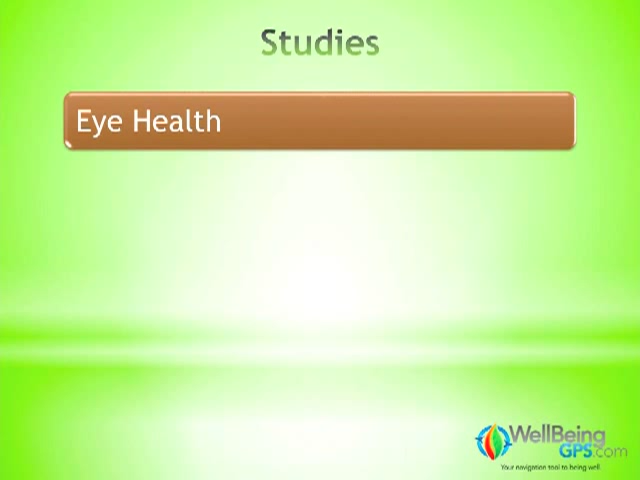 Studies
Eye Health
WellBeing
GPS.com
Your navigation tool to being well.